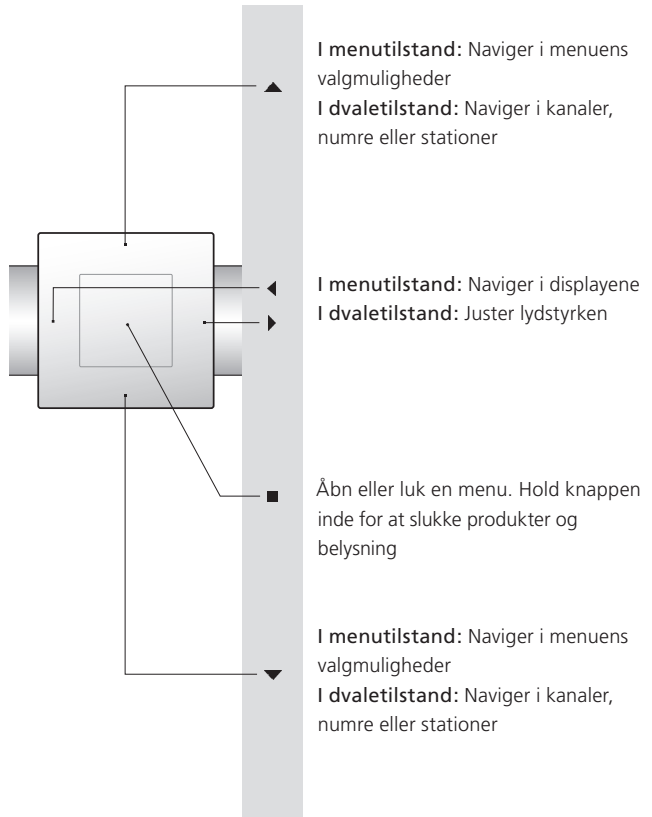 I menutilstand: Naviger i menuens
valgmuligheder
I dvaletilstand: Naviger i kanaler,
numre eller stationer
I menutilstand: Naviger i displayene
I dvaletilstand: Juster lydstyrken
Åbn eller luk en menu. Hold knappen
inde for at slukke produkter og
belysning
I menutilstand: Naviger i menuens
valgmuligheder
I dvaletilstand: Naviger i kanaler,
numre eller stationer